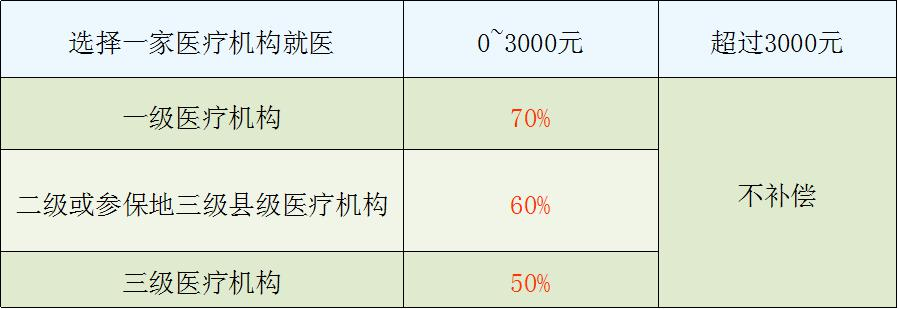 选择一家医疗机构就医 0~3000元 超过3000元
一级医疗机构 70%
二级或参保地三级县级医疗机构 60% 不补偿
三级医疗机构 50%